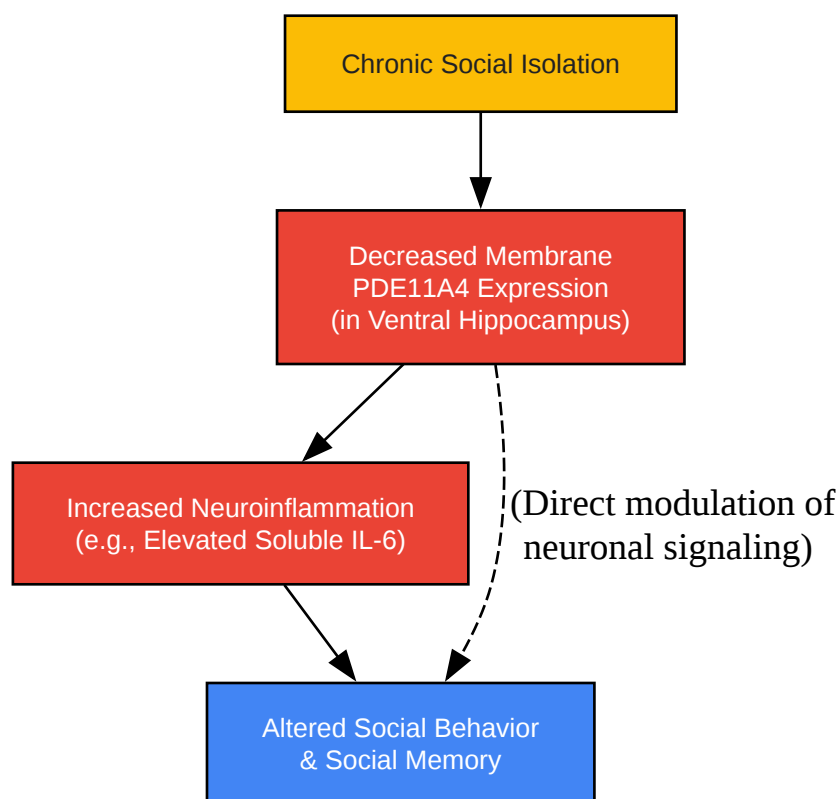 Chronic Social Isolation
Decreased Membrane
PDE11A4 Expression
(in Ventral Hippocampus)
Increased Neuroinflammation
(e.g., Elevated Soluble IL-6)
(Direct modulation of
neuronal signaling)
Altered Social Behavior
& Social Memory